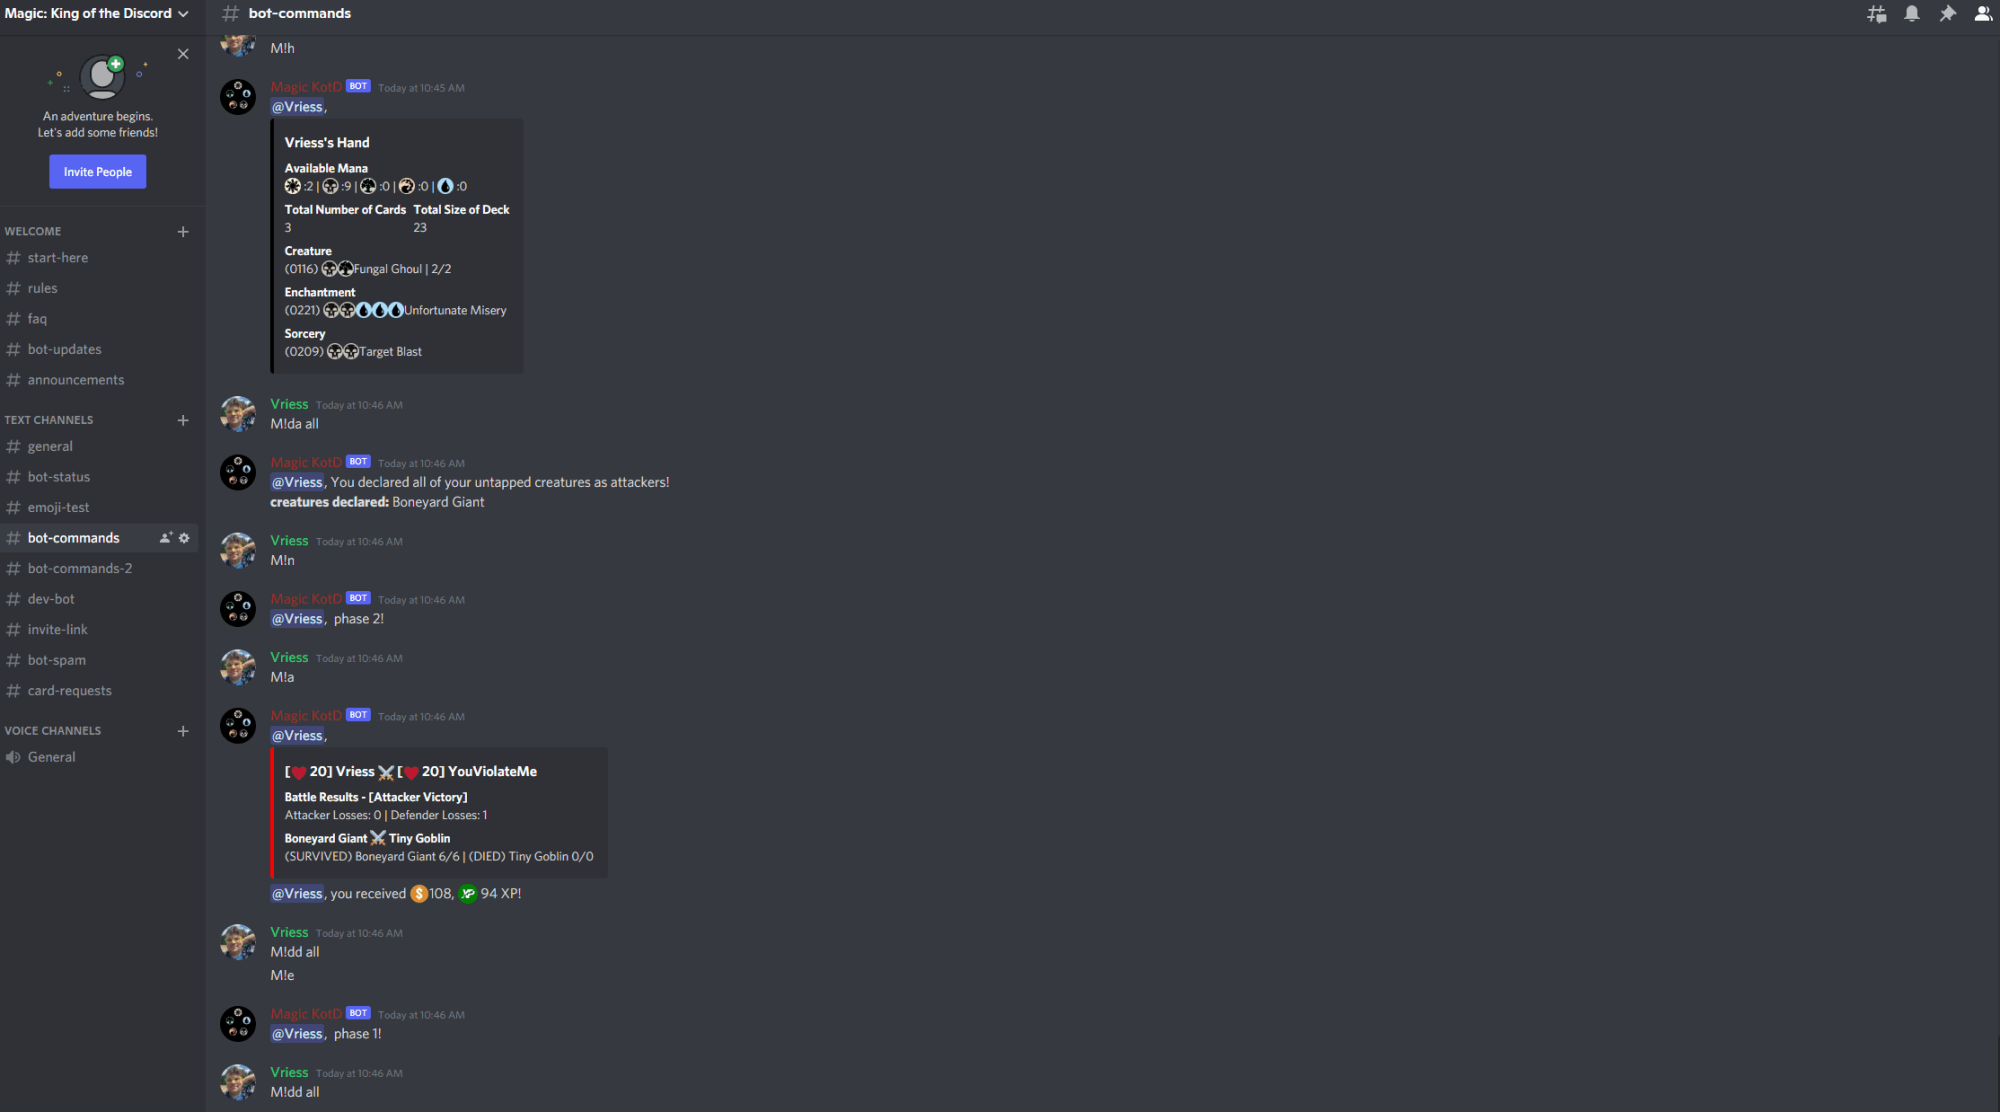 Magic: King of the Discord
An adventure begins.
Let's add some friends!
Invite People
WELCOME
start-here
rules
faq
bot-updates
announcements
TEXT CHANNELS
general
bot-status
emoji-test
bot-commands
bot-commands-2
dev-bot
invite-link
bot-spam
card-requests
VOICE CHANNELS
General
bot-commands
M!h
Magic KotD BOT Today at 10:45 AM
@Vriess,
Vriess's Hand
Available Mana
:2 | :9 | :0 | :0 | :0
Total Number of Cards Total Size of Deck
3 23
Creature
(0116) Fungal Ghoul | 2/2
Enchantment
(0221) Unfortunate Misery
Sorcery
(0209) Target Blast
Vriess Today at 10:46 AM
M!da all
Magic KotD BOT Today at 10:46 AM
@Vriess, You declared all of your untapped creatures as attackers!
creatures declared: Boneyard Giant
Vriess Today at 10:46 AM
M!n
Magic KotD BOT Today at 10:46 AM
@Vriess, phase 2!
Vriess Today at 10:46 AM
M!a
Magic KotD BOT Today at 10:46 AM
@Vriess,
[ 20] Vriess [ 20] YouViolateMe
Battle Results - [Attacker Victory]
Attacker Losses: 0 | Defender Losses: 1
Boneyard Giant Tiny Goblin
(SURVIVED) Boneyard Giant 6/6 | (DIED) Tiny Goblin 0/0
@Vriess, you received $108, XP 94 XP!
Vriess Today at 10:46 AM
M!dd all
M!e
Magic KotD BOT Today at 10:46 AM
@Vriess, phase 1!
Vriess Today at 10:46 AM
M!dd all